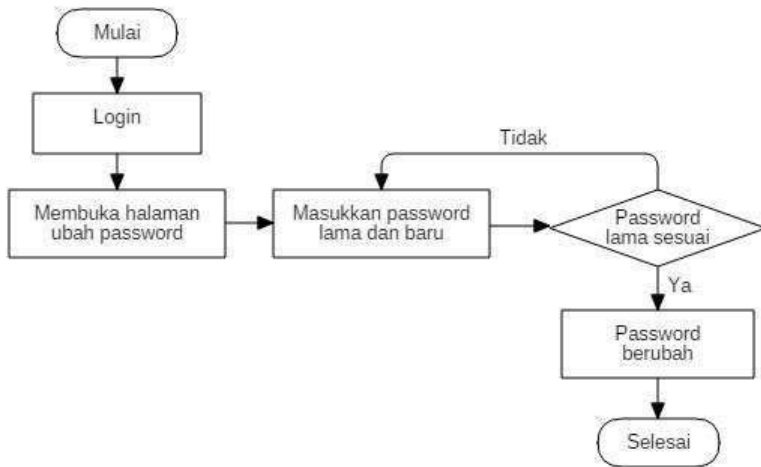 Mulai
Login
Membuka halaman
ubah password
Masukkan password
lama dan baru
Tidak
Password
lama sesuai
Ya
Password
berubah
Selesai